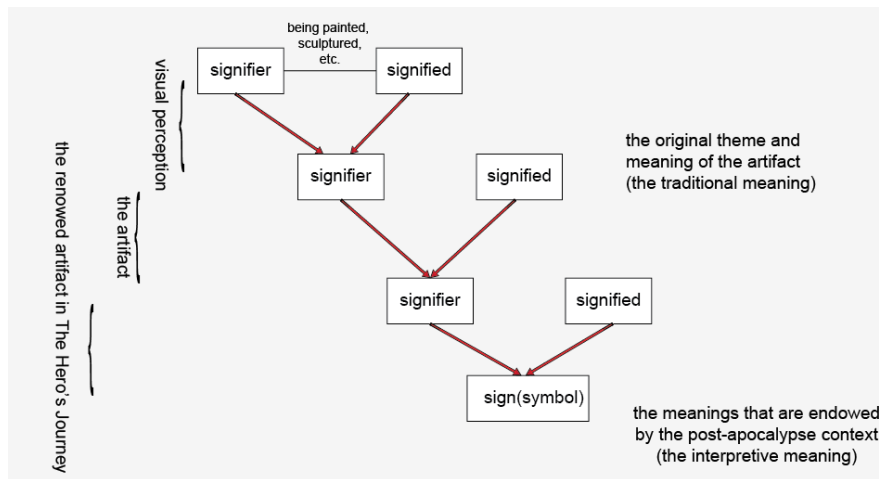 being painted,
sculptured,
etc.
signifier
signified
visual perception
signifier
signified
the original theme and
meaning of the artifact
(the traditional meaning)
the artifact
signifier
signified
the renowed artifact in The Hero's Journey
sign(symbol)
the meanings that are endowed
by the post-apocalypse context
(the interpretive meaning)